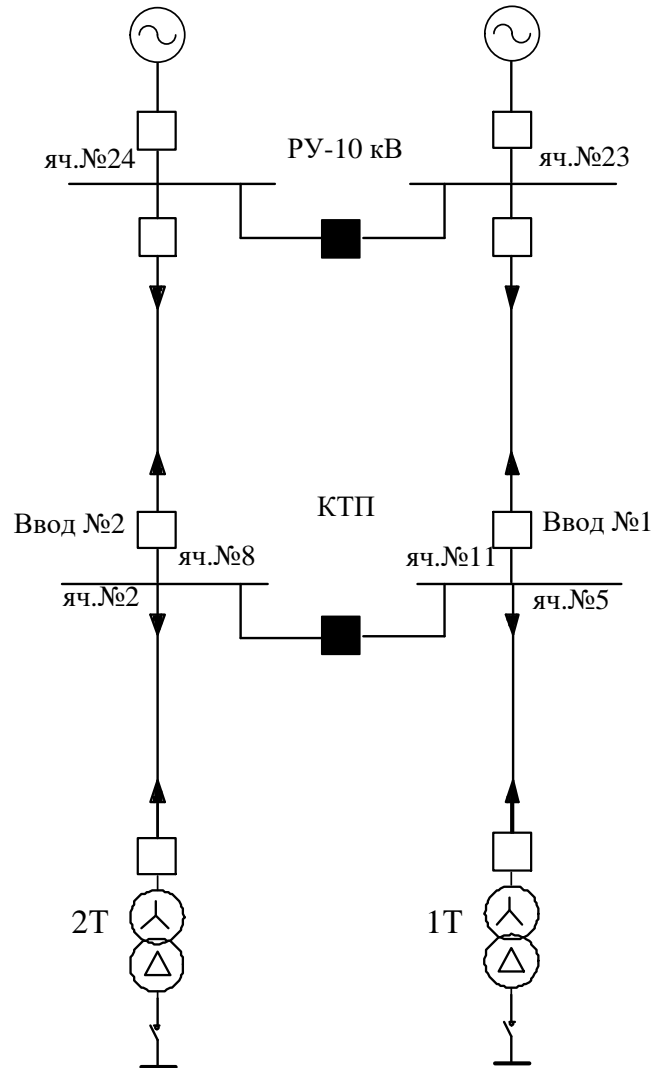 РУ-10 кВ
яч.№24
яч.№23
КТП
Ввод №2
Ввод №1
яч.№8
яч.№11
яч.№2
яч.№5
2Т
1Т